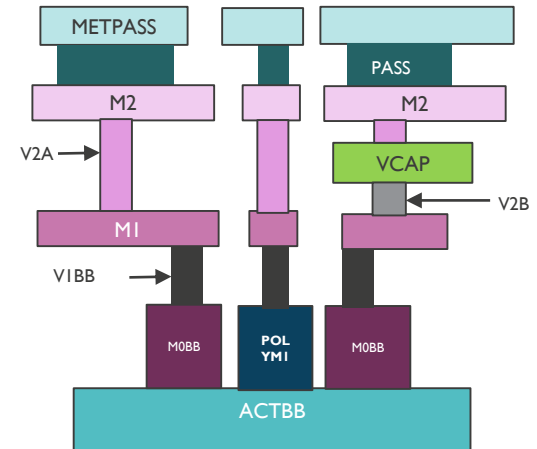 METPASS
PASS
M2
M2
V2A
VCAP
V2B
M1
V1BB
M0BB
POL
YM1
M0BB
ACTBB